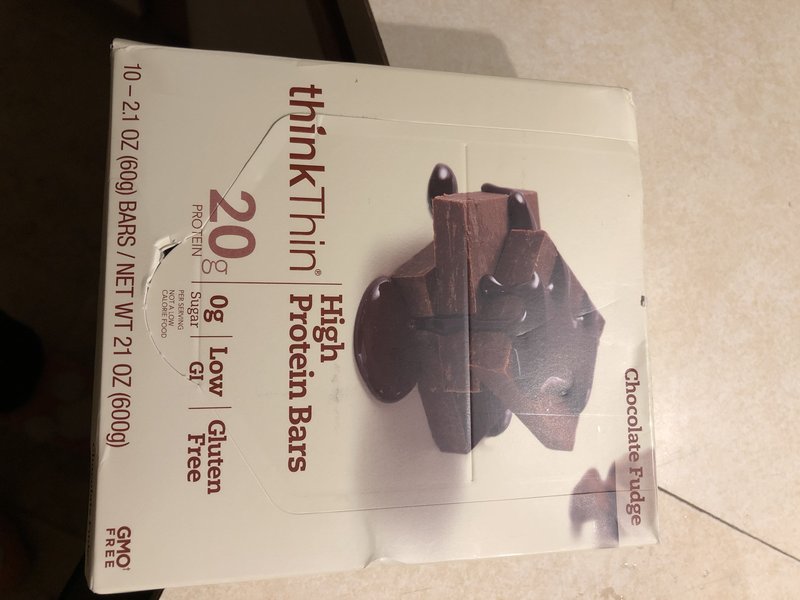 Chocolate Fudge
thinkThin®
High
Protein Bars
20g
PROTEIN
0g
Sugar
Low
GI
Gluten
Free
PER SERVING
NOT A LOW
CALORIE FOOD
10 – 2.1 OZ (60g) BARS / NET WT 21 OZ (600g)
GMO†
FREE